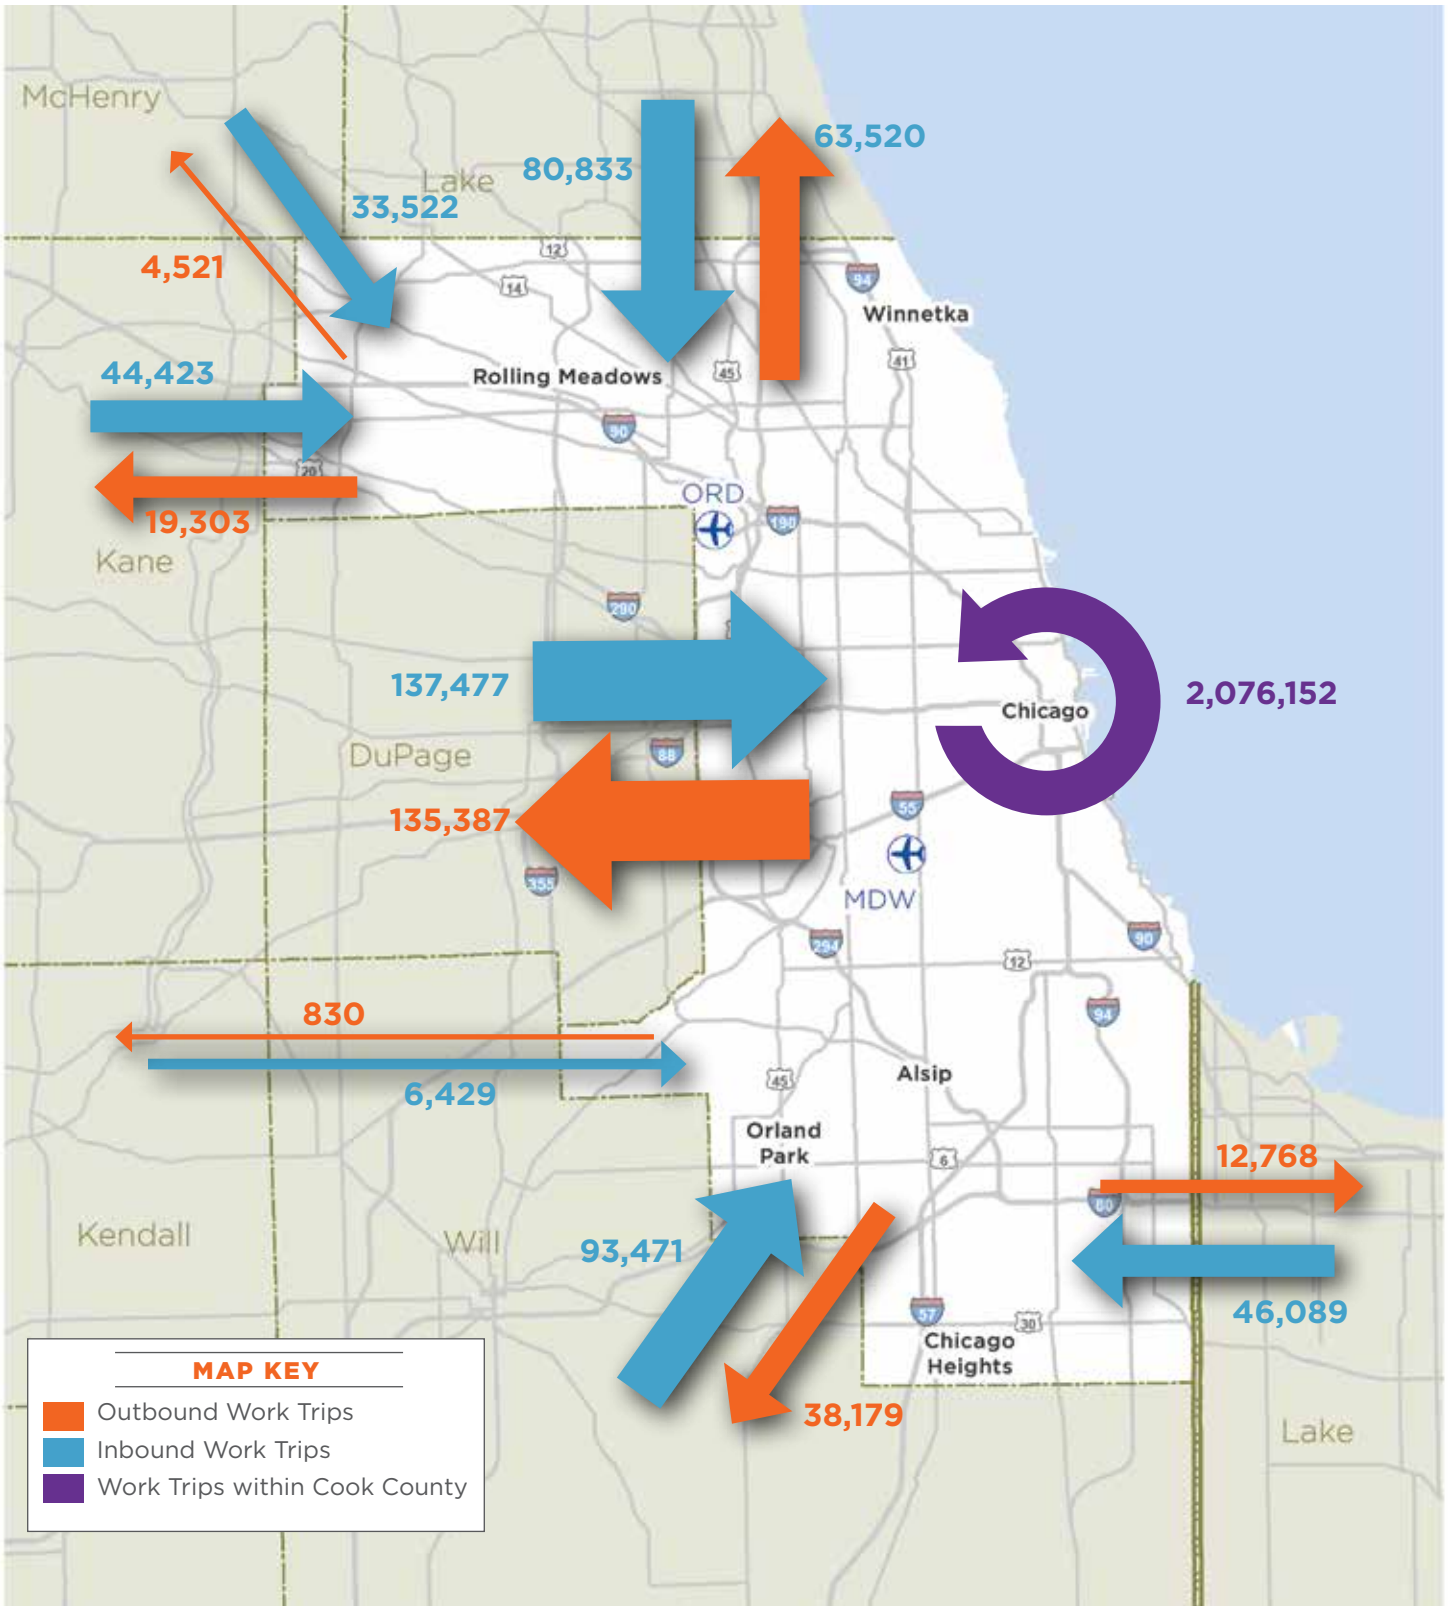 McHenry
63,520
80,833
Lake
33,522
12
4,521
94
14
Winnetka
41
45
44,423
Rolling Meadows
90
20
ORD
190
19,303
Kane
290
137,477
2,076,152
Chicago
88
DuPage
55
135,387
355
MDW
294
90
12
94
830
Alsip
45
6,429
Orland
Park
6
12,768
80
Kendall
Will
93,471
46,089
57
30
Chicago
Heights
38,179
Lake
MAP KEY
Outbound Work Trips
Inbound Work Trips
Work Trips within Cook County